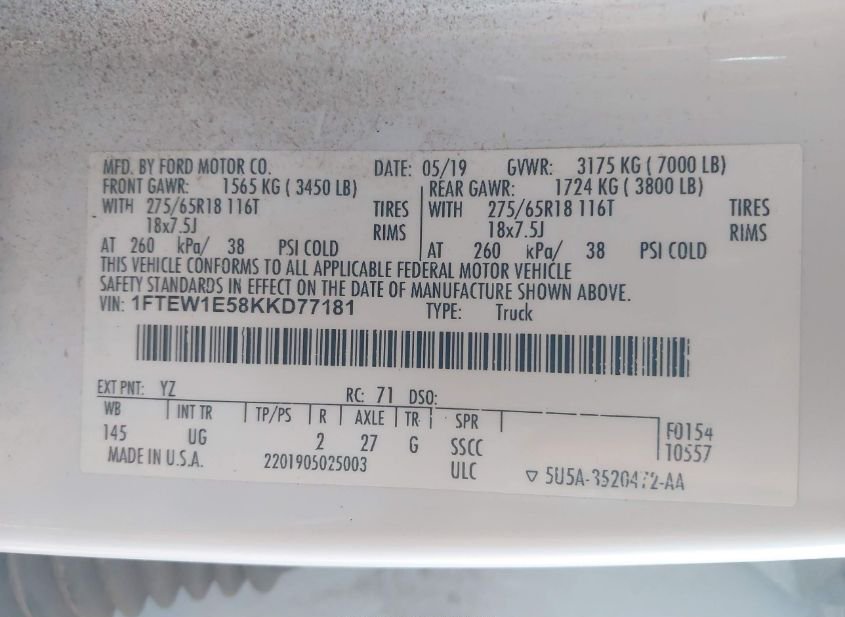 MFD. BY FORD MOTOR CO. DATE: 05/19 GVWR: 3175 KG ( 7000 LB)
FRONT GAWR: 1565 KG ( 3450 LB) REAR GAWR: 1724 KG ( 3800 LB)
WITH 275/65R18 116T TIRES WITH 275/65R18 116T TIRES
18x7.5J RIMS 18x7.5J RIMS
AT 260 kPa/ 38 PSI COLD AT 260 kPa/ 38 PSI COLD
THIS VEHICLE CONFORMS TO ALL APPLICABLE FEDERAL MOTOR VEHICLE
SAFETY STANDARDS IN EFFECT ON THE DATE OF MANUFACTURE SHOWN ABOVE.
VIN: 1FTEW1E58KKD77181 TYPE: Truck
EXT PNT: YZ RC: 71 DSO:
WB INT TR TP/PS R AXLE TR SPR F0154
145 UG 2 27 G SSCC 10557
MADE IN U.S.A. 2201905025003 ULC ▽ 5U5A-3520472-AA